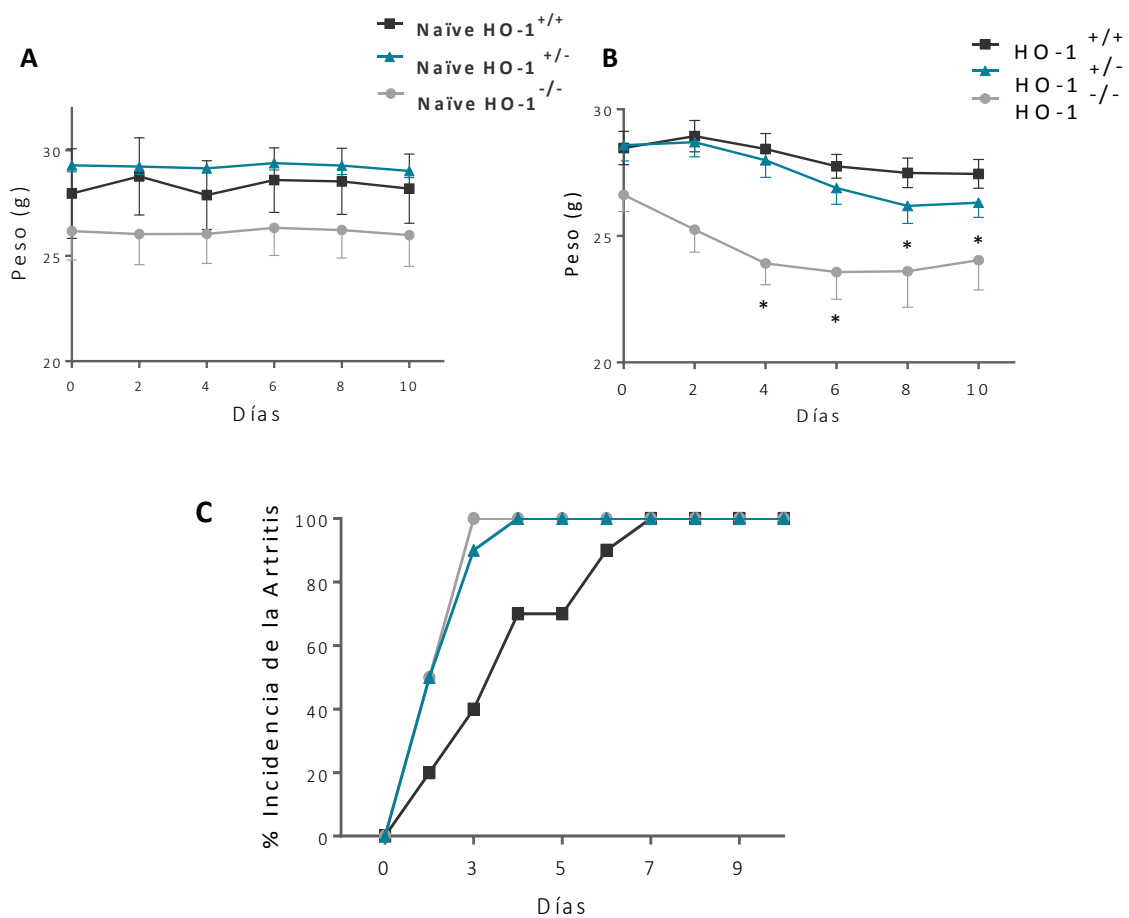 A
Naïve HO-1+/+
Naïve HO-1+/-
Naïve HO-1-/-
Peso (g)
30
25
20
0 2 4 6 8 10
Días
B
HO-1+/+
HO-1+/-
HO-1-/-
Peso (g)
30
25
20
* * * *
0 2 4 6 8 10
Días
C
% Incidencia de la Artritis
100
80
60
40
20
0
0 3 5 7 9
Días